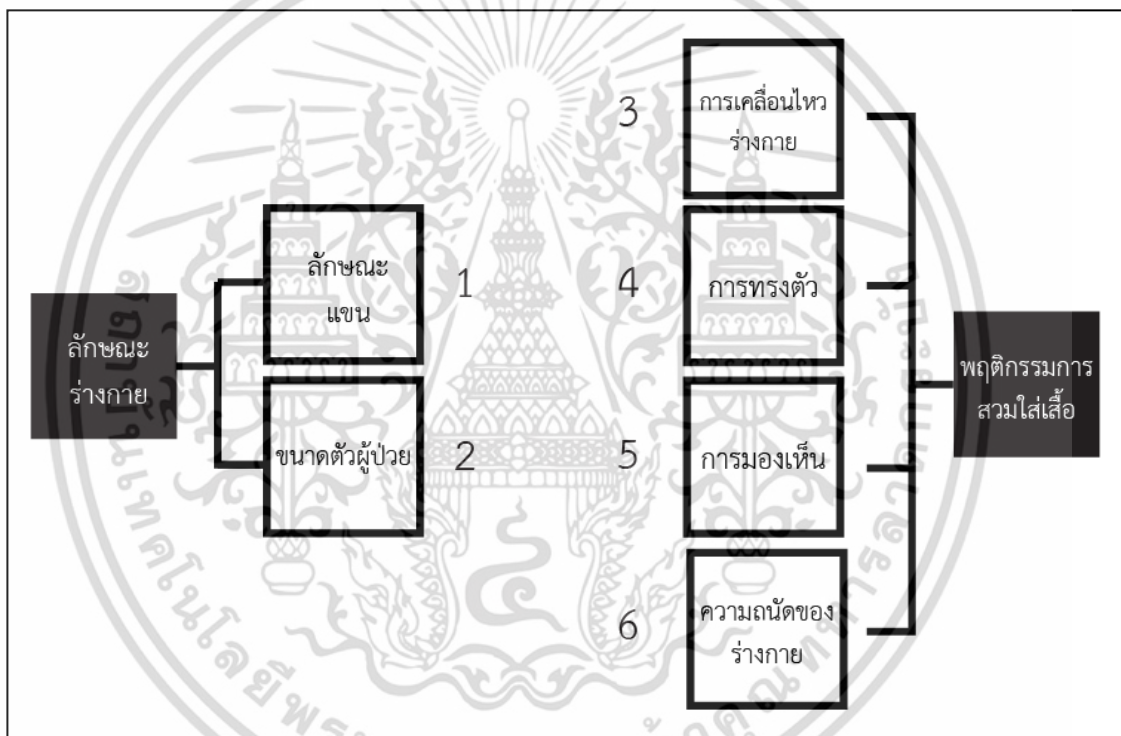 ลักษณะ
ร่างกาย
ลักษณะ
แขน
1
ขนาดตัวผู้ป่วย
2
3
การเคลื่อนไหว
ร่างกาย
4
การทรงตัว
5
การมองเห็น
6
ความถนัดของ
ร่างกาย
พฤติกรรมการ
สวมใส่เสื้อ